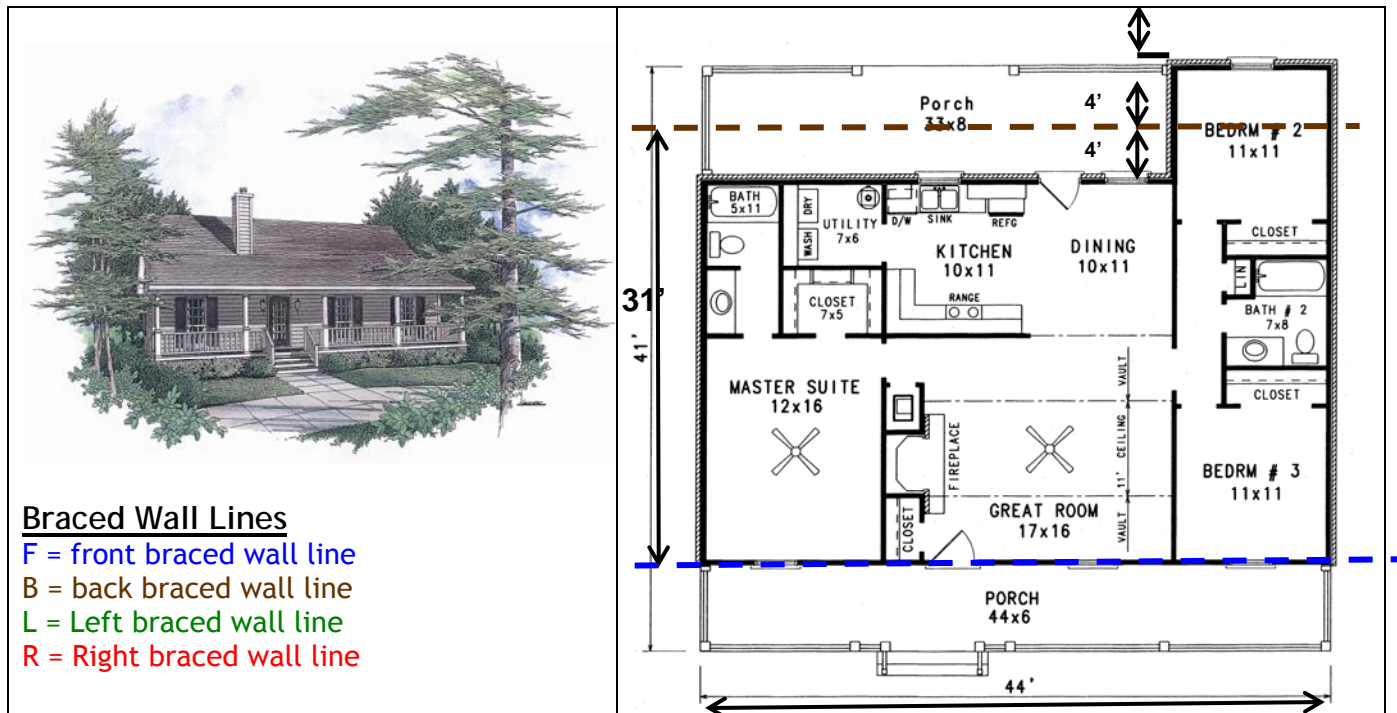 Braced Wall Lines
F = front braced wall line
B = back braced wall line
L = Left braced wall line
R = Right braced wall line
Porch
33x8
4’
4’
BEDRM # 2
11x11
BATH
5x11
DRY
WASH
UTILITY
7x6
D/W
SINK
REFG
KITCHEN
10x11
DINING
10x11
CLOSET
LIN
BATH # 2
7x8
RANGE
CLOSET
7x5
31’
41'
MASTER SUITE
12x16
VAULT
11' CEILING
VAULT
CLOSET
FIREPLACE
BEDRM # 3
11x11
GREAT ROOM
17x16
CLOSET
PORCH
44x6
44'